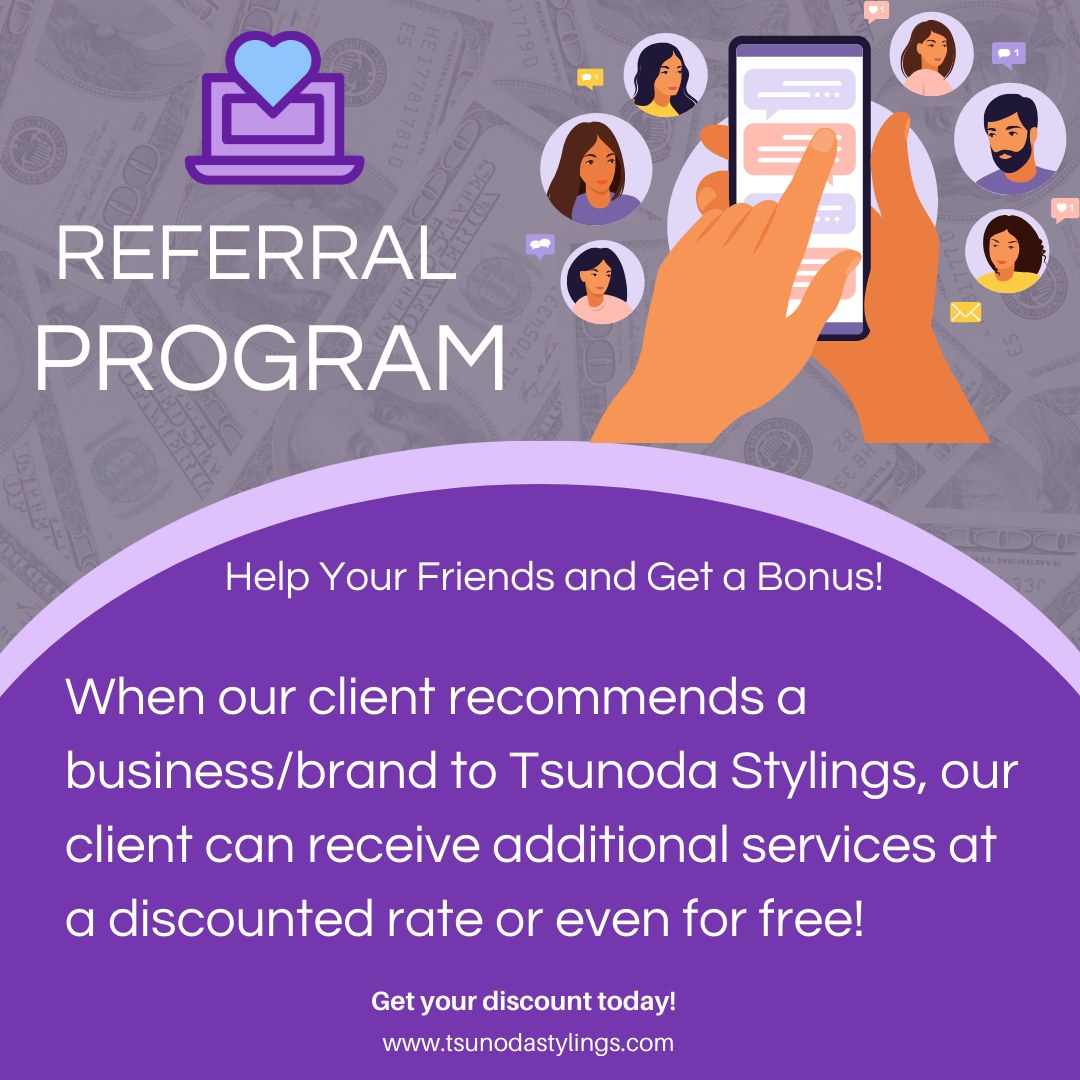 REFERRAL
PROGRAM
Help Your Friends and Get a Bonus!
When our client recommends a
business/brand to Tsunoda Stylings, our
client can receive additional services at
a discounted rate or even for free!
Get your discount today!
www.tsunodastylings.com